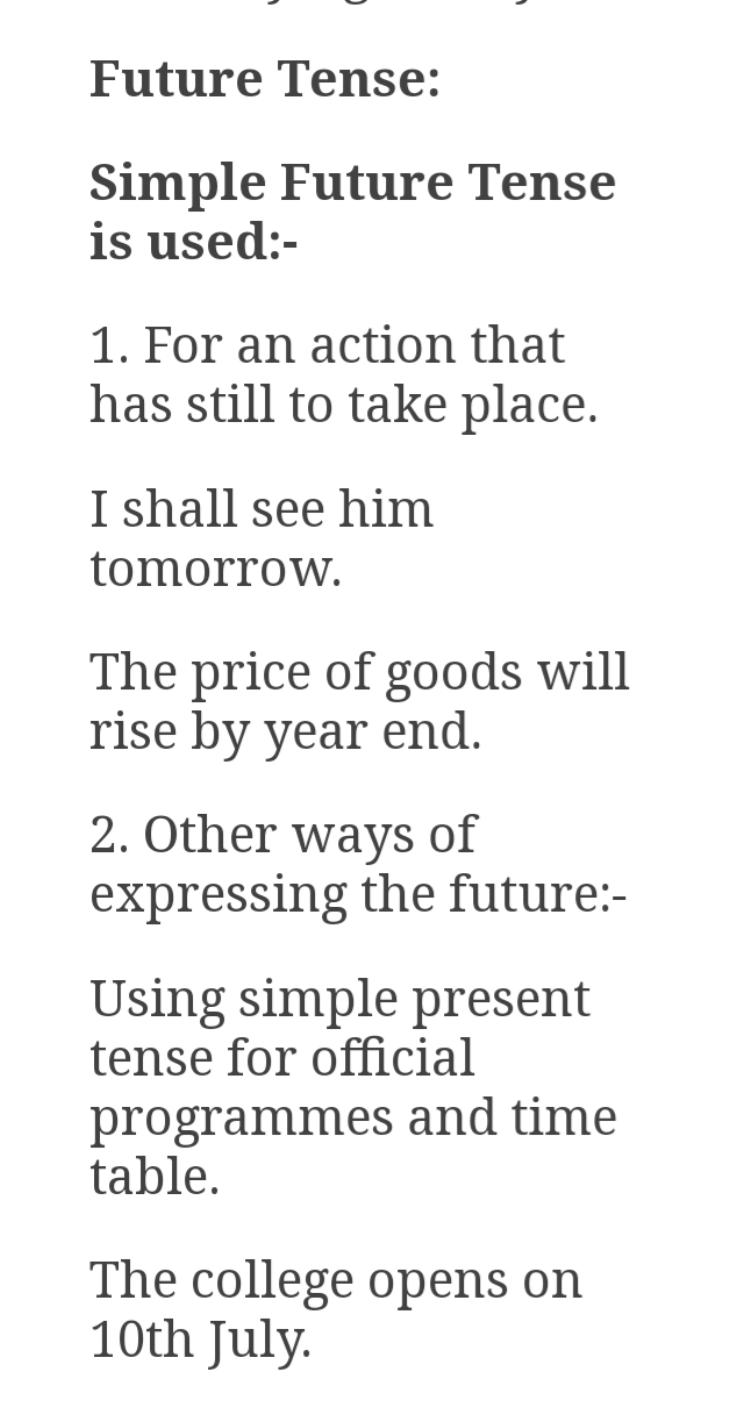 Future Tense:
Simple Future Tense
is used:-
1. For an action that
has still to take place.
I shall see him
tomorrow.
The price of goods will
rise by year end.
2. Other ways of
expressing the future:-
Using simple present
tense for official
programmes and time
table.
The college opens on
10th July.